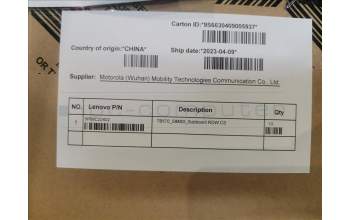 Carton ID:"9S6630469005937"
Country of origin:"CHINA"
Ship date:"2023-04-09"
Supplier: Motorola (Wuhan) Mobility Technologies Communication Co., Ltd.
NO. Lenovo P/N Description Qty
1